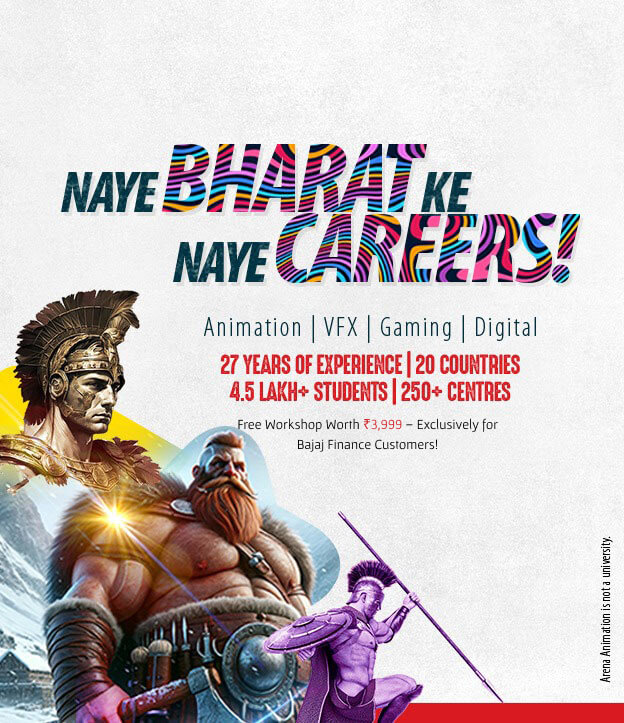 NAYE BHARAT KE
NAYE CAREERS!
Animation | VFX | Gaming | Digital
27 YEARS OF EXPERIENCE | 20 COUNTRIES
4.5 LAKH+ STUDENTS | 250+ CENTRES
Free Workshop Worth ₹3,999 – Exclusively for
Bajaj Finance Customers!
Arena Animation is not a university.